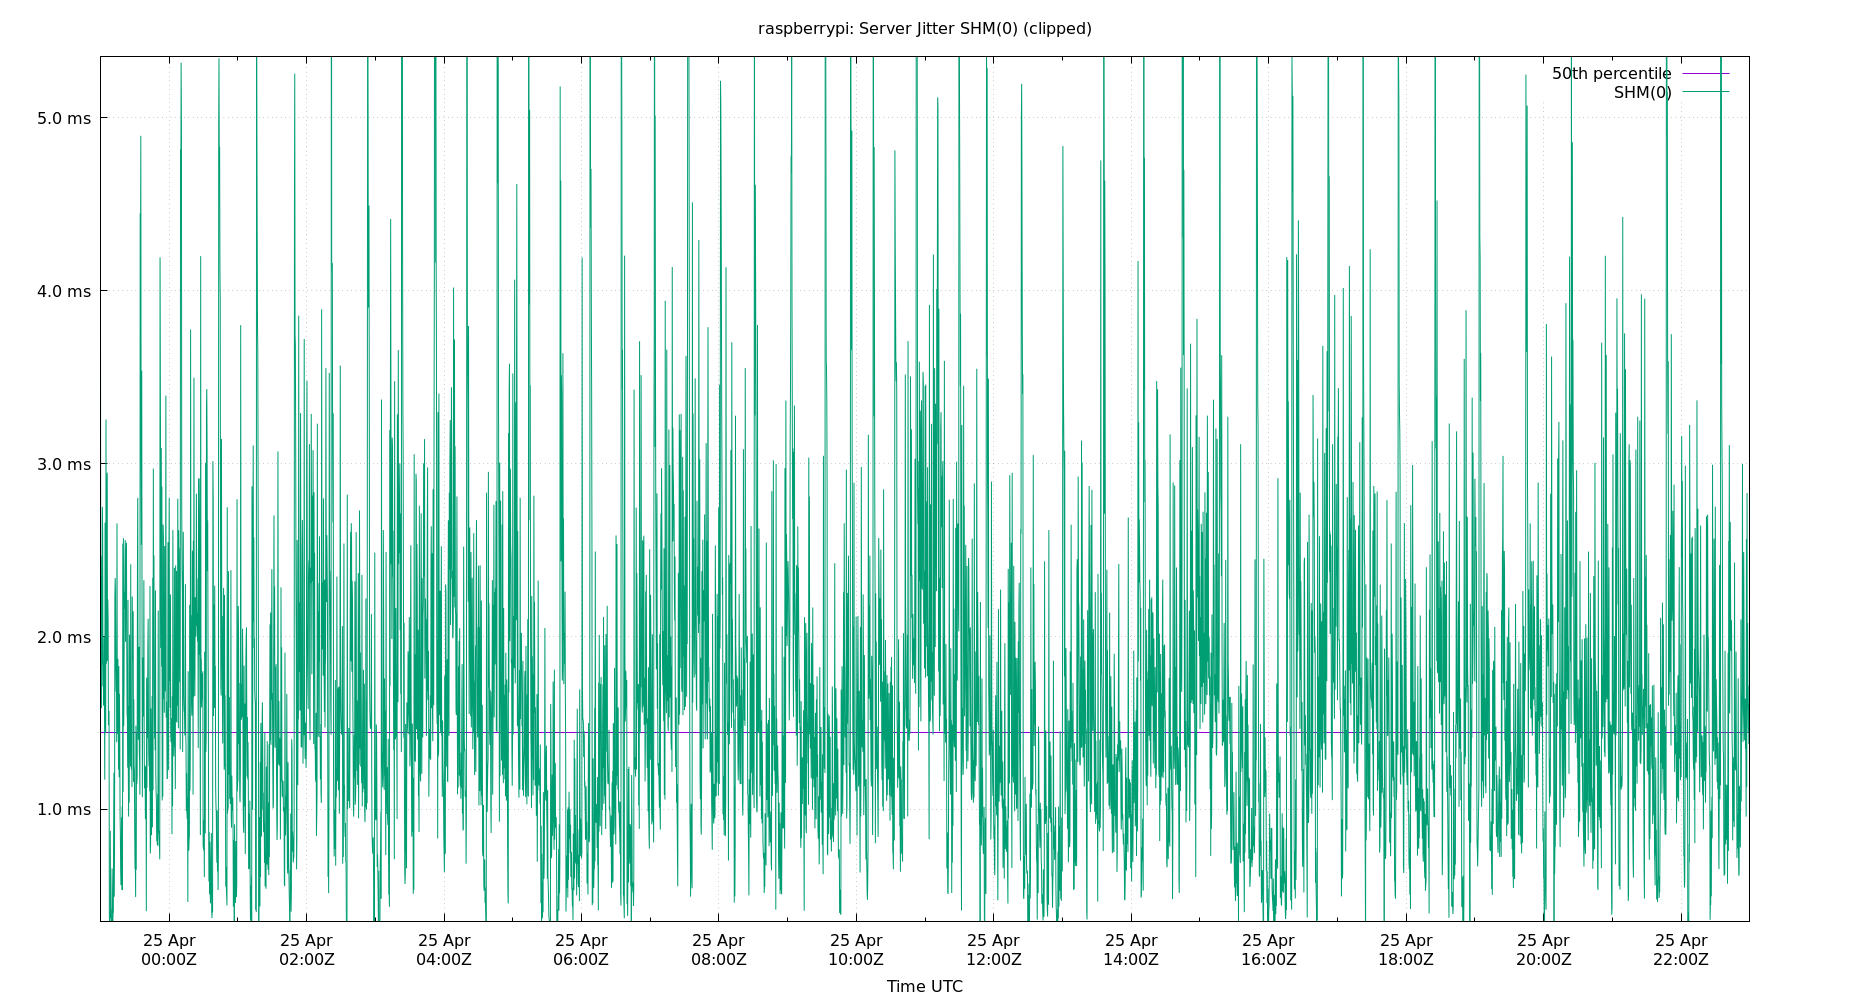 raspberrypi: Server Jitter SHM(0) (clipped)
50th percentile
SHM(0)
5.0 ms
4.0 ms
3.0 ms
2.0 ms
1.0 ms
25 Apr 25 Apr 25 Apr 25 Apr 25 Apr 25 Apr 25 Apr 25 Apr 25 Apr 25 Apr 25 Apr 25 Apr
00:00Z 02:00Z 04:00Z 06:00Z 08:00Z 10:00Z 12:00Z 14:00Z 16:00Z 18:00Z 20:00Z 22:00Z
Time UTC